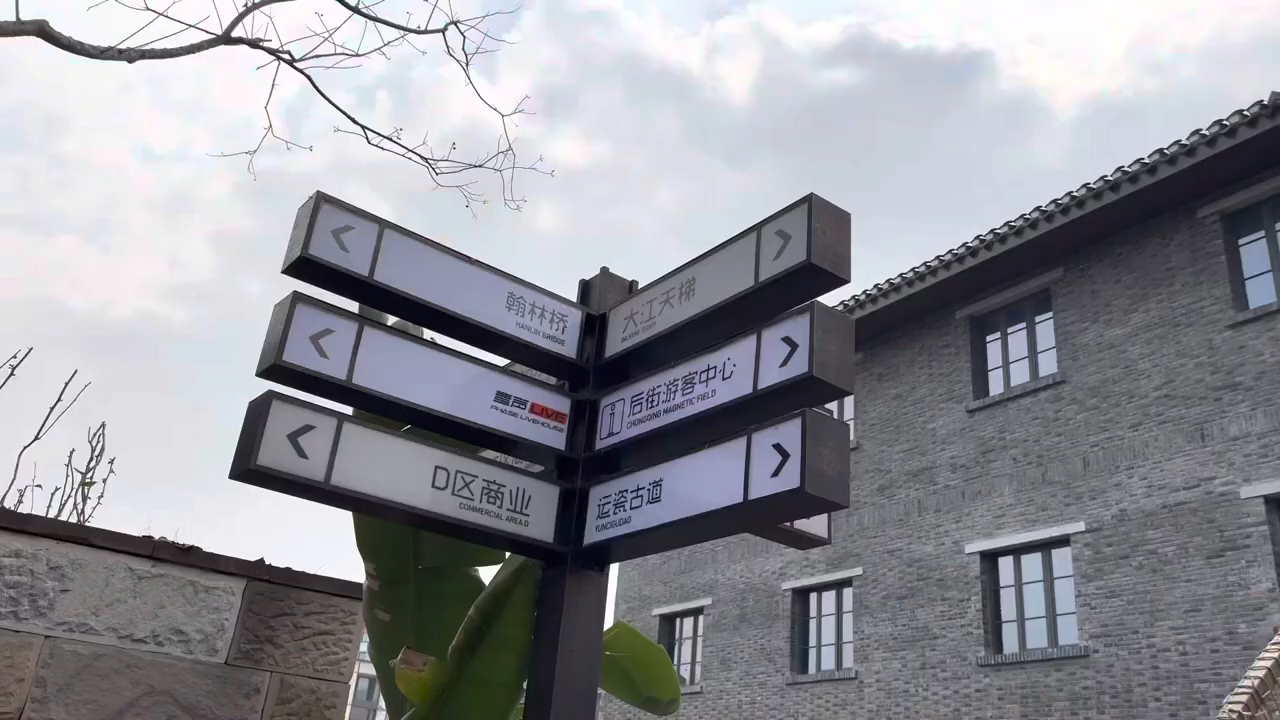 翰林桥
HANLIN BRIDGE
声LIVE
PHASE LIVEHOUSE
D区商业
COMMERCIAL AREA D
大江天梯
i 后街游客中心
CHONGQING MAGNETIC FIELD
运瓷古道
YUNCIGUDAO